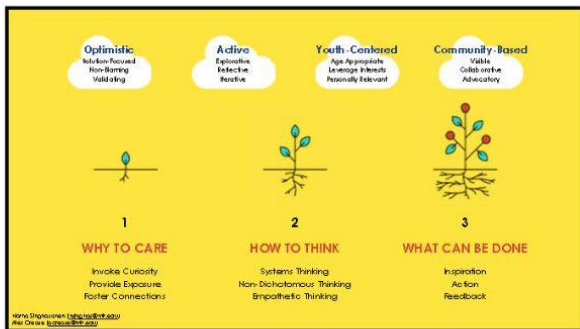 Optimistic
Solution-Focused
Non-Blaming
Validating
Active
Explorative
Reflective
Iterative
Youth-Centered
Age Appropriate
Leverage Interests
Personally Relevant
Community-Based
Visible
Collaborative
Advocatory
1
WHY TO CARE
Invoke Curiosity
Provide Exposure
Foster Connections
2
HOW TO THINK
Systems Thinking
Non-Dichotomous Thinking
Empathetic Thinking
3
WHAT CAN BE DONE
Inspiration
Action
Feedback
Alex